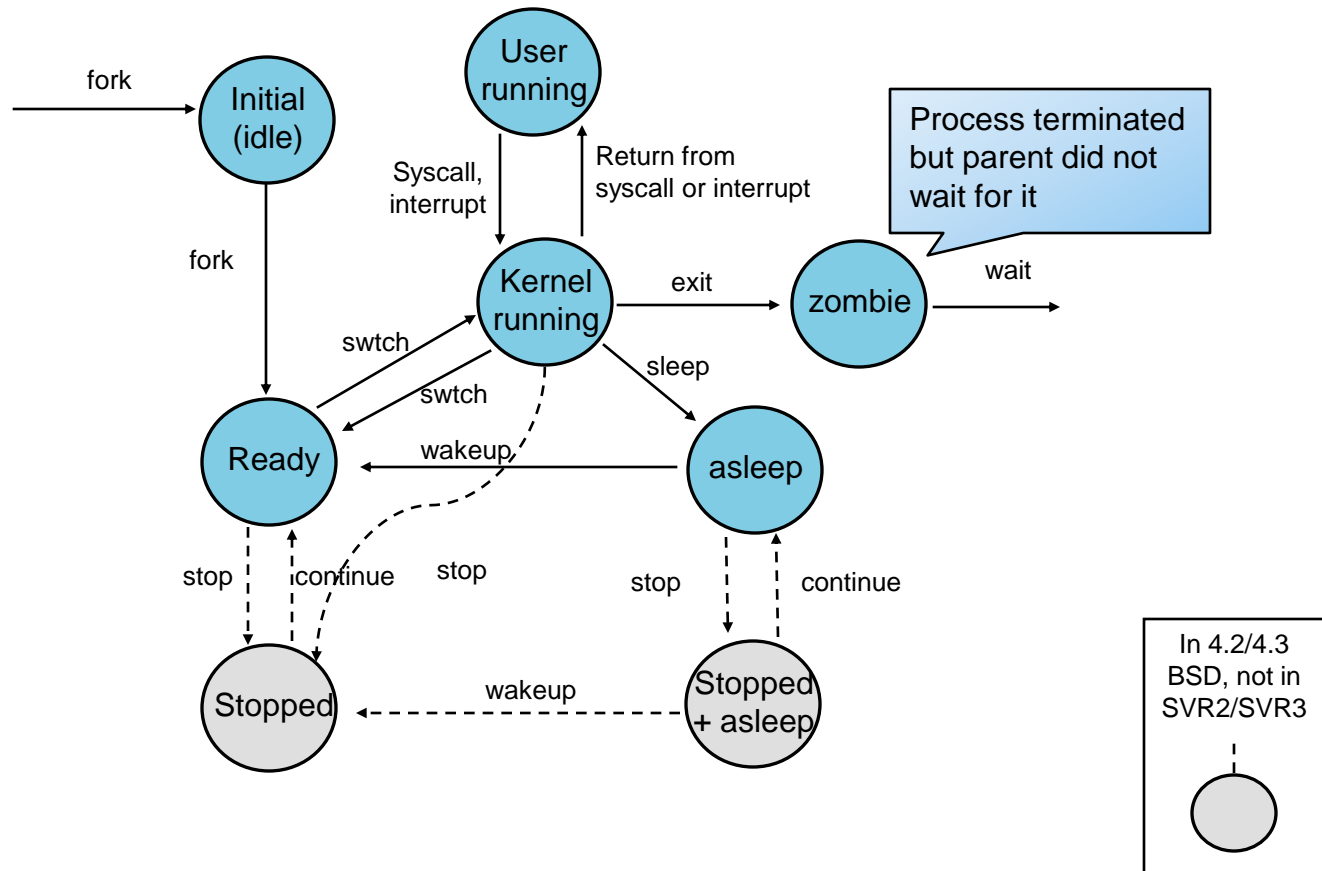 User
running
fork
Initial
(idle)
Process terminated
but parent did not
wait for it
Syscall,
interrupt
Return from
syscall or interrupt
fork
wait
Kernel
running
exit
zombie
swtch
sleep
swtch
Ready
wakeup
asleep
stop
continue
stop
stop
continue
Stopped
wakeup
Stopped
+ asleep
In 4.2/4.3
BSD, not in
SVR2/SVR3